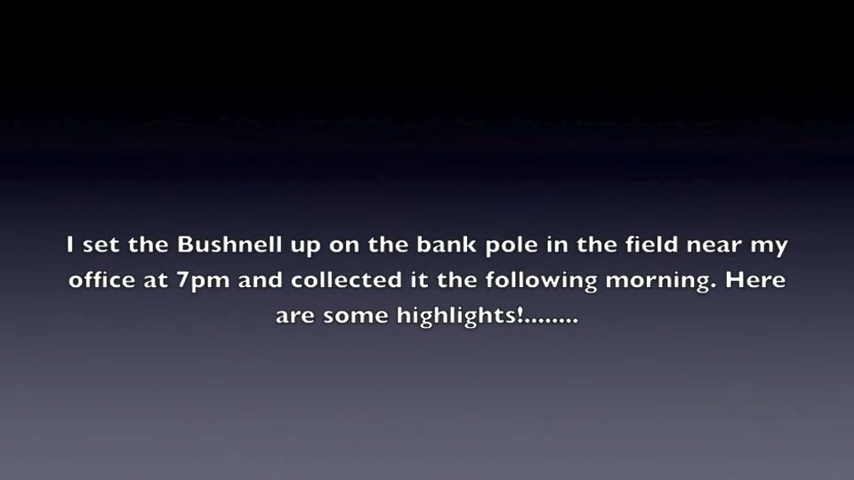 I set the Bushnell up on the bank pole in the field near my
office at 7pm and collected it the following morning. Here
are some highlights!........